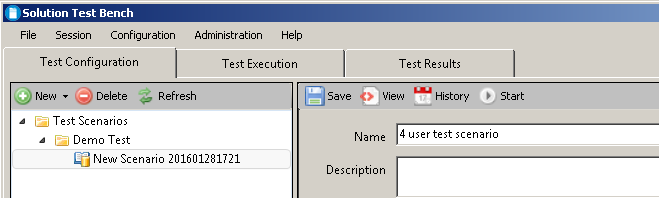 Solution Test Bench
File Session Configuration Administration Help
Test Configuration Test Execution Test Results
New Delete Refresh
Save View History Start
Test Scenarios
Demo Test
New Scenario 201601281721
Name 4 user test scenario
Description